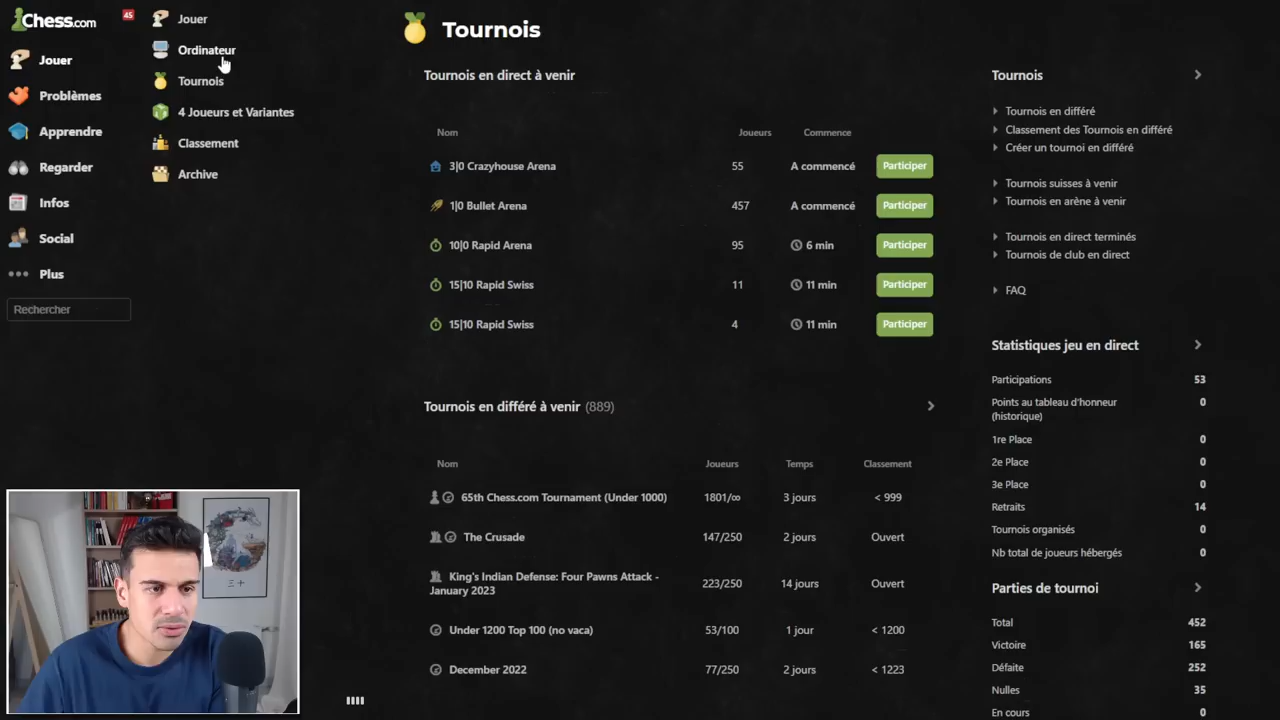 Chess.com
45
Jouer
Problèmes
Apprendre
Regarder
Infos
Social
Plus
Rechercher
Jouer
Ordinateur
Tournois
4 Joueurs et Variantes
Classement
Archive
Tournois
Tournois en direct à venir
Nom Joueurs Commence
3|0 Crazyhouse Arena 55 A commencé Participer
1|0 Bullet Arena 457 A commencé Participer
10|0 Rapid Arena 95 6 min Participer
15|10 Rapid Swiss 11 11 min Participer
15|10 Rapid Swiss 4 11 min Participer
Tournois en différé à venir (889)
Nom Joueurs Temps Classement
65th Chess.com Tournament (Under 1000) 1801/∞ 3 jours < 999
The Crusade 147/250 2 jours Ouvert
King's Indian Defense: Four Pawns Attack -
January 2023 223/250 14 jours Ouvert
Under 1200 Top 100 (no vaca) 53/100 1 jour < 1200
December 2022 77/250 2 jours < 1223
Tournois
Tournois en différé
Classement des Tournois en différé
Créer un tournoi en différé
Tournois suisses à venir
Tournois en arène à venir
Tournois en direct terminés
Tournois de club en direct
FAQ
Statistiques jeu en direct
Participations 53
Points au tableau d'honneur
(historique) 0
1re Place 0
2e Place 0
3e Place 0
Retraits 14
Tournois organisés 0
Nb total de joueurs hébergés 0
Parties de tournoi
Total 452
Victoire 165
Défaite 252
Nulles 35
En cours 0